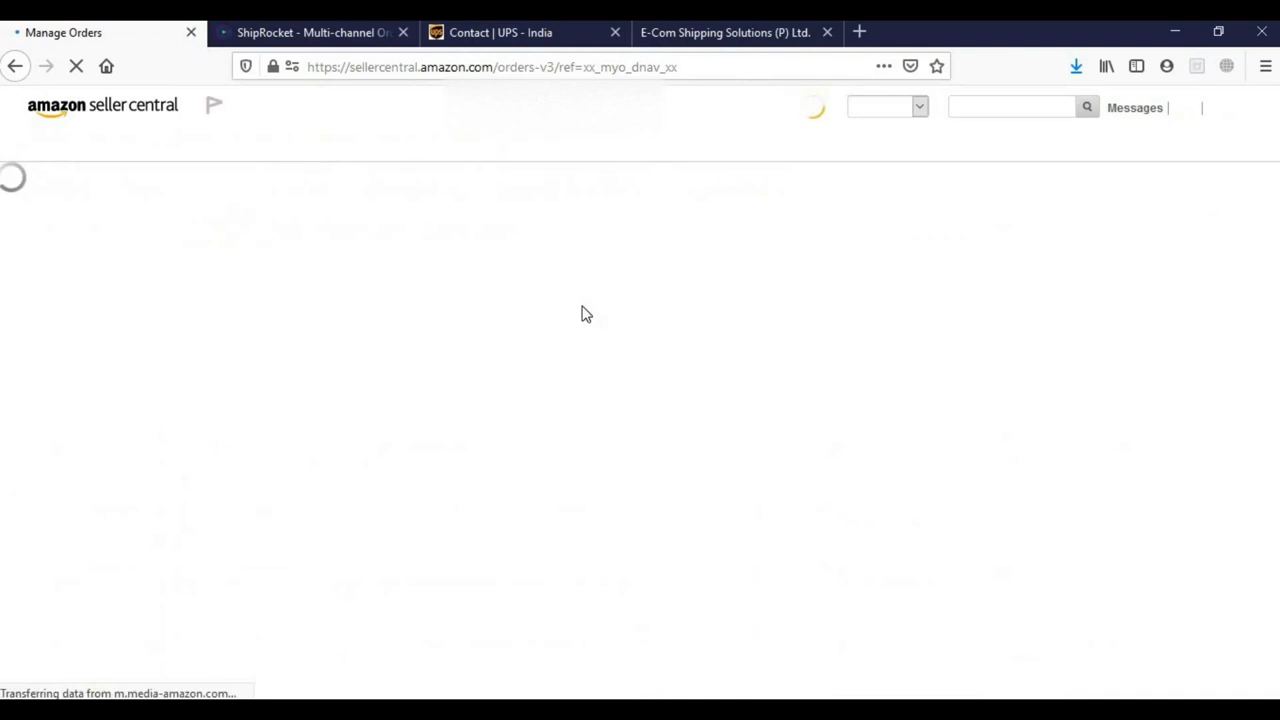 Manage Orders
ShipRocket - Multi-channel Or
Contact | UPS - India
E-Com Shipping Solutions (P) Ltd.
https://sellercentral.amazon.com/orders-v3/ref=xx_myo_dnav_xx
amazon seller central
Messages |
|
Transferring data from m.media-amazon.com...